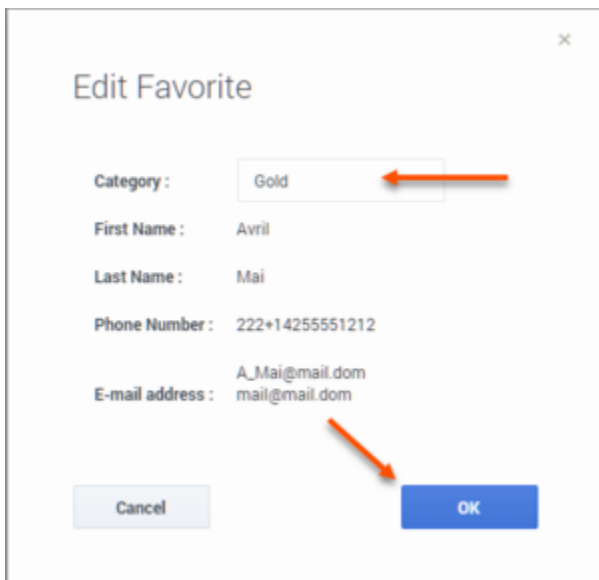 ×
Edit Favorite
Category : Gold
First Name : Avril
Last Name : Mai
Phone Number : 222+14255551212
A_Mai@mail.dom
E-mail address : mail@mail.dom
Cancel OK